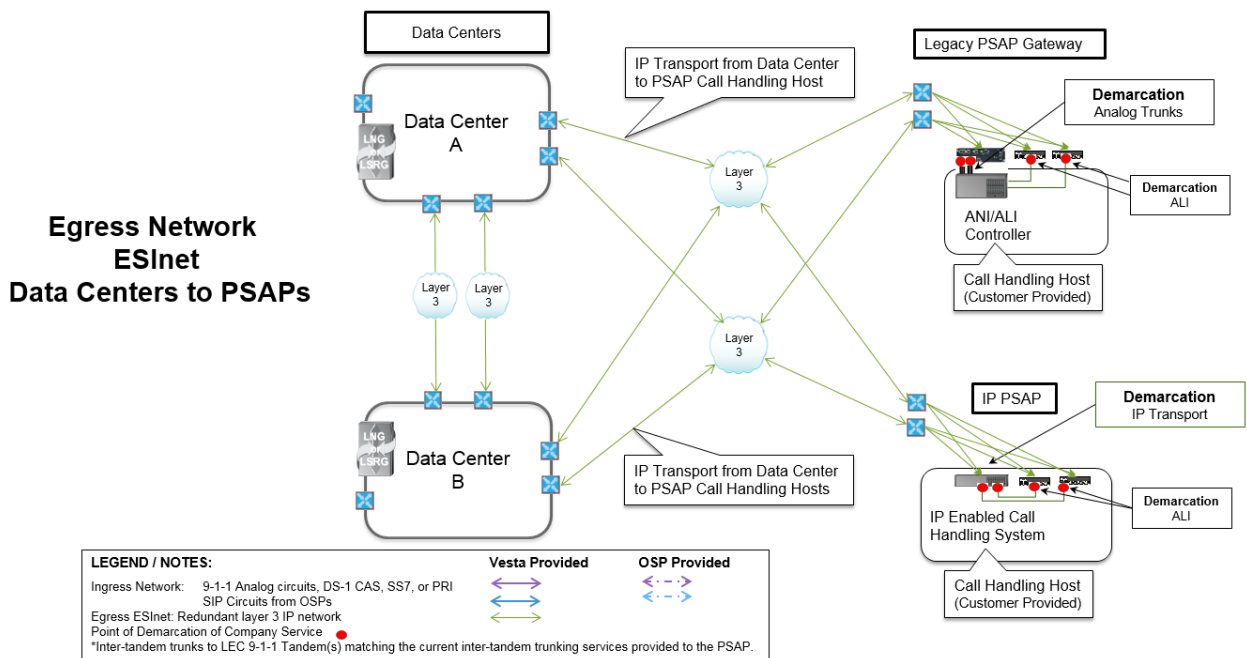 Data Centers
Legacy PSAP Gateway
IP Transport from Data Center
to PSAP Call Handling Host
Demarcation
Analog Trunks
LNG
LSRG
Data Center
A
Layer
3
Demarcation
ALI
ANI/ALI
Controller
Egress Network
ESInet
Data Centers to PSAPs
Layer
3
Layer
3
Call Handling Host
(Customer Provided)
Layer
3
IP PSAP
Demarcation
IP Transport
LNG
LSRG
Data Center
B
IP Transport from Data Center
to PSAP Call Handling Hosts
Demarcation
ALI
IP Enabled Call
Handling System
Call Handling Host
(Customer Provided)
LEGEND / NOTES:
Vesta Provided
OSP Provided
Ingress Network: 9-1-1 Analog circuits, DS-1 CAS, SS7, or PRI
SIP Circuits from OSPs
Egress ESInet: Redundant layer 3 IP network
Point of Demarcation of Company Service
*Inter-tandem trunks to LEC 9-1-1 Tandem(s) matching the current inter-tandem trunking services provided to the PSAP.